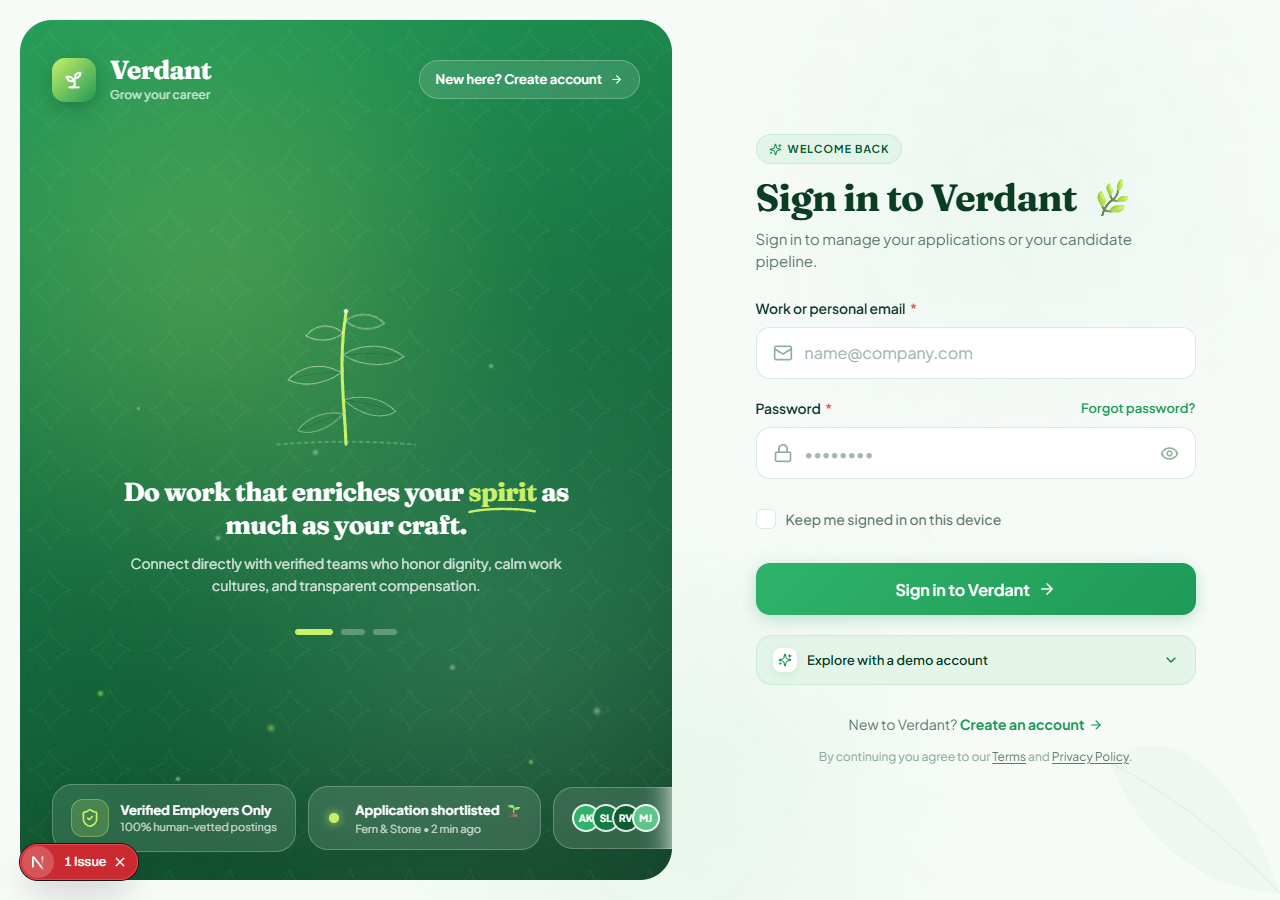 Verdant
Grow your career
New here? Create account →
Do work that enriches your spirit as
much as your craft.
Connect directly with verified teams who honor dignity, calm work
cultures, and transparent compensation.
Verified Employers Only
100% human-vetted postings
Application shortlisted
Fern & Stone • 2 min ago
AK SL RV MJ
N 1 Issue ×
WELCOME BACK
Sign in to Verdant
Sign in to manage your applications or your candidate
pipeline.
Work or personal email *
name@company.com
Password *
Forgot password?
••••••••
Keep me signed in on this device
Sign in to Verdant →
Explore with a demo account
New to Verdant? Create an account →
By continuing you agree to our Terms and Privacy Policy.